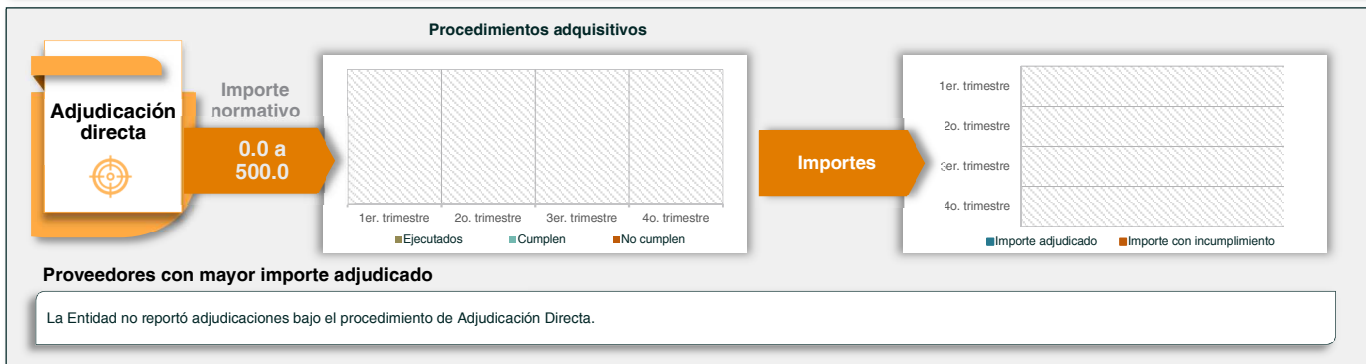 Procedimientos adquisitivos
Adjudicación
directa
Importe
normativo
0.0 a
500.0
1er. trimestre
2o. trimestre
3er. trimestre
4o. trimestre
Ejecutados
Cumplen
No cumplen
Importes
1er. trimestre
2o. trimestre
3er. trimestre
4o. trimestre
Importe adjudicado
Importe con incumplimiento
Proveedores con mayor importe adjudicado
La Entidad no reportó adjudicaciones bajo el procedimiento de Adjudicación Directa.